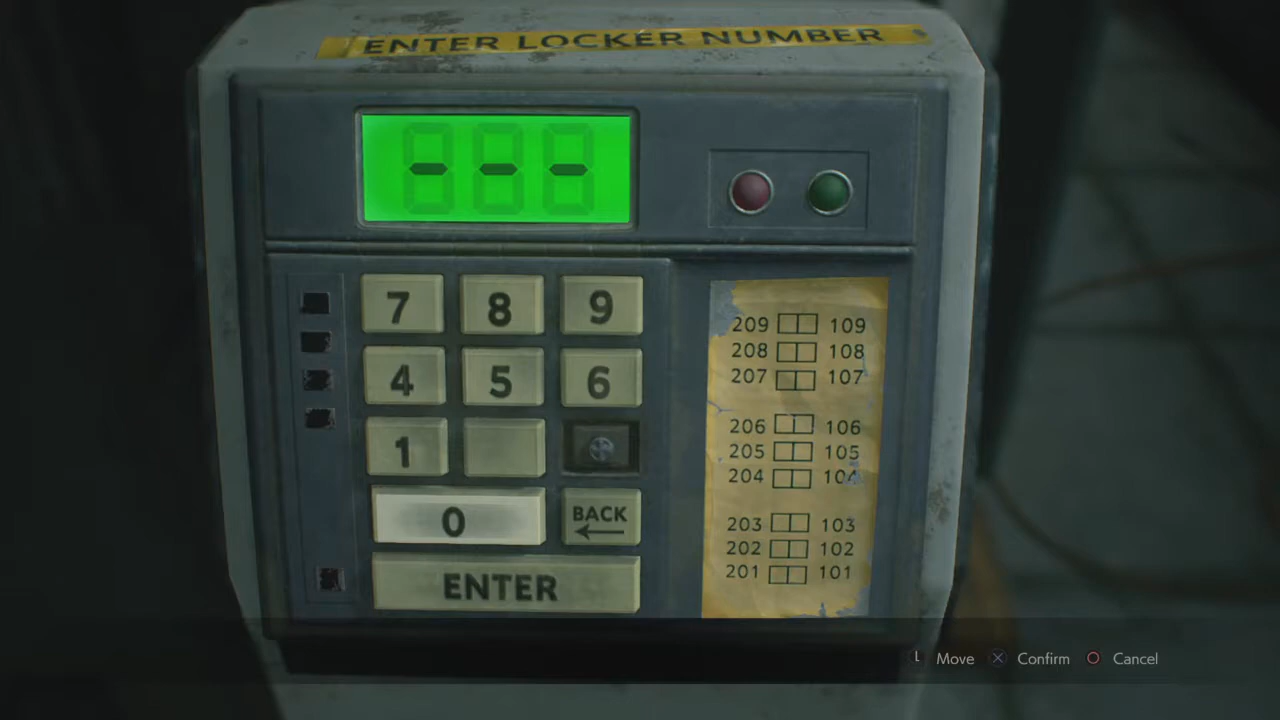 ENTER LOCKER NUMBER
- - -
7 8 9
4 5 6
1
0 BACK
ENTER
209 109
208 108
207 107
206 106
205 105
204 104
203 103
202 102
201 101
L Move Confirm Cancel